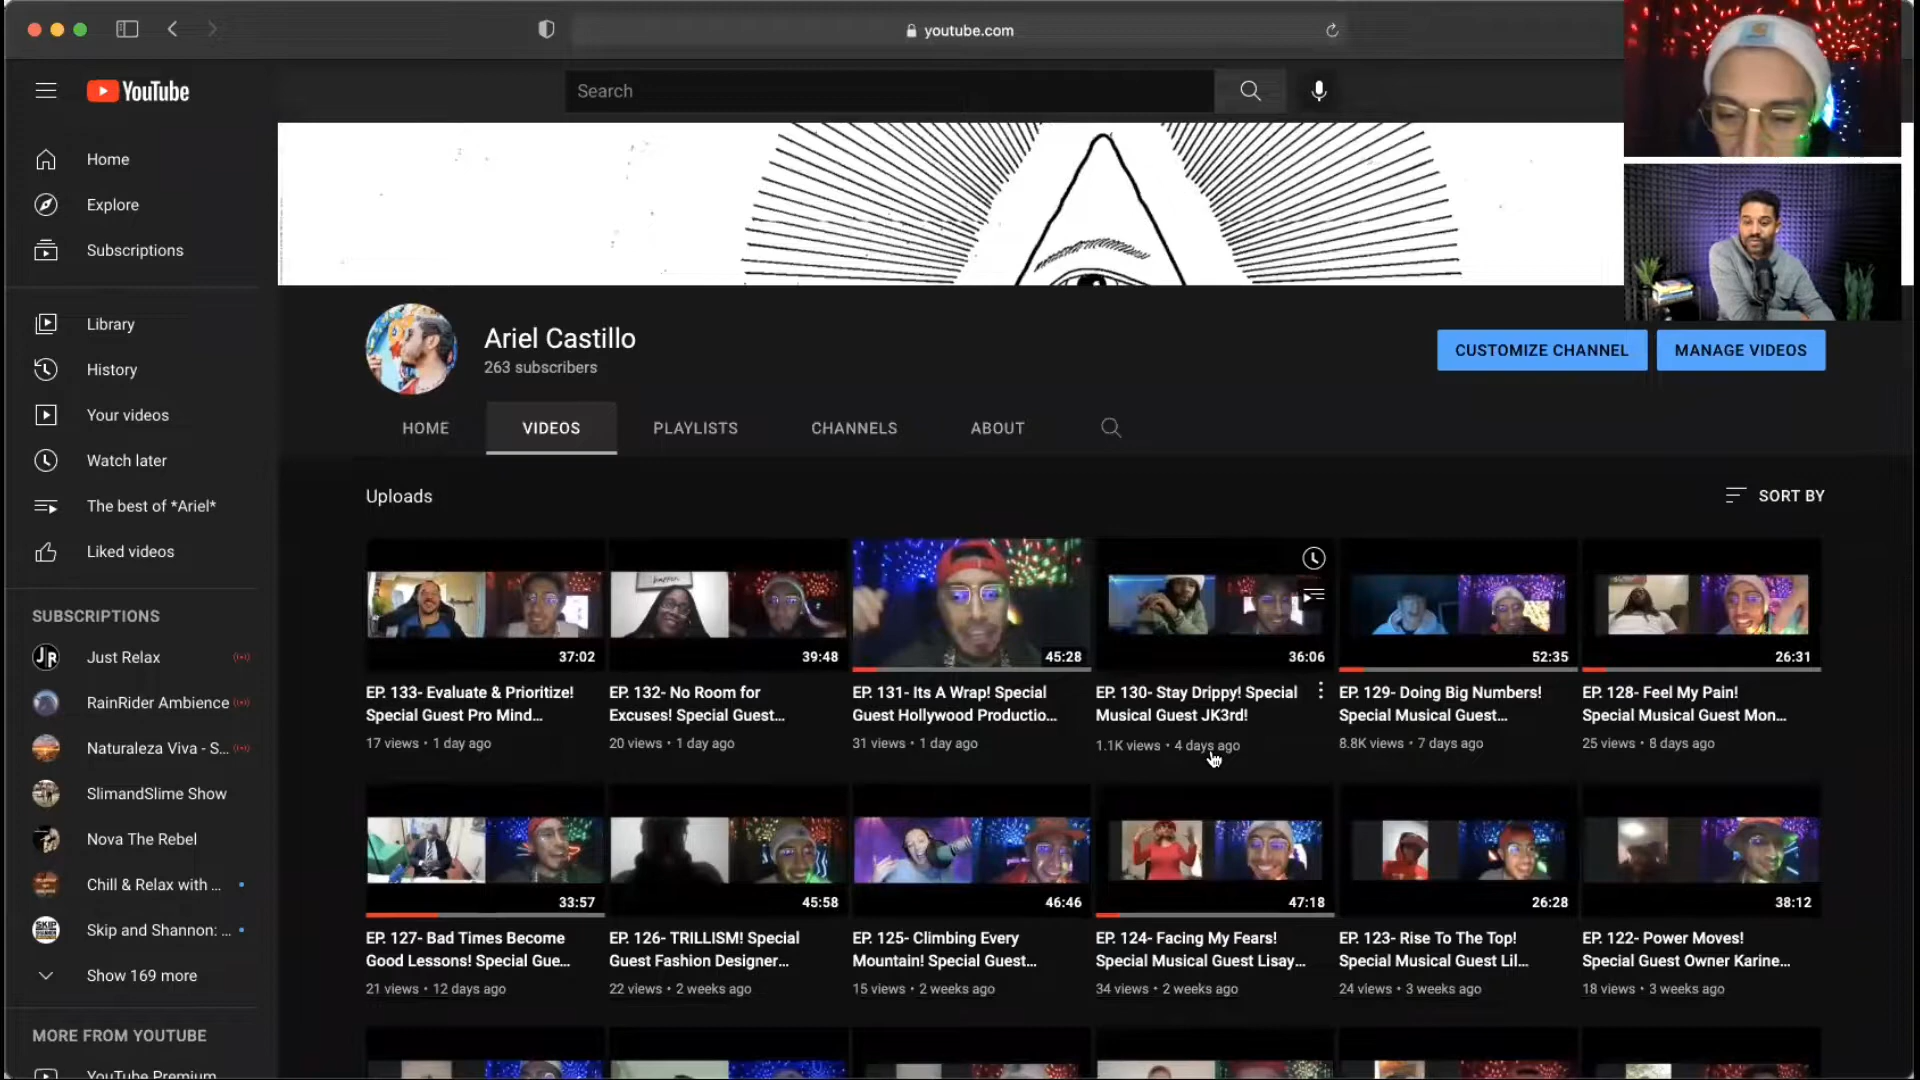 youtube.com
YouTube
Search
Home
Explore
Subscriptions
Library
History
Your videos
Watch later
The best of *Ariel*
Liked videos
SUBSCRIPTIONS
Just Relax
RainRider Ambience
Naturaleza Viva - S...
SlimandSlime Show
Nova The Rebel
Chill & Relax with ...
Skip and Shannon: ...
Show 169 more
MORE FROM YOUTUBE
YouTube Premium
Ariel Castillo
263 subscribers
CUSTOMIZE CHANNEL
MANAGE VIDEOS
HOME
VIDEOS
PLAYLISTS
CHANNELS
ABOUT
Uploads
SORT BY
37:02
EP. 133- Evaluate & Prioritize!
Special Guest Pro Mind...
17 views • 1 day ago
39:48
EP. 132- No Room for
Excuses! Special Guest...
20 views • 1 day ago
45:28
EP. 131- Its A Wrap! Special
Guest Hollywood Productio...
31 views • 1 day ago
36:06
EP. 130- Stay Drippy! Special
Musical Guest JK3rd!
1.1K views • 4 days ago
52:35
EP. 129- Doing Big Numbers!
Special Musical Guest...
8.8K views • 7 days ago
26:31
EP. 128- Feel My Pain!
Special Musical Guest Mon...
25 views • 8 days ago
33:57
EP. 127- Bad Times Become
Good Lessons! Special Gue...
21 views • 12 days ago
45:58
EP. 126- TRILLISM! Special
Guest Fashion Designer...
22 views • 2 weeks ago
46:46
EP. 125- Climbing Every
Mountain! Special Guest...
15 views • 2 weeks ago
47:18
EP. 124- Facing My Fears!
Special Musical Guest Lisay...
34 views • 2 weeks ago
26:28
EP. 123- Rise To The Top!
Special Musical Guest Lil...
24 views • 3 weeks ago
38:12
EP. 122- Power Moves!
Special Guest Owner Karine...
18 views • 3 weeks ago